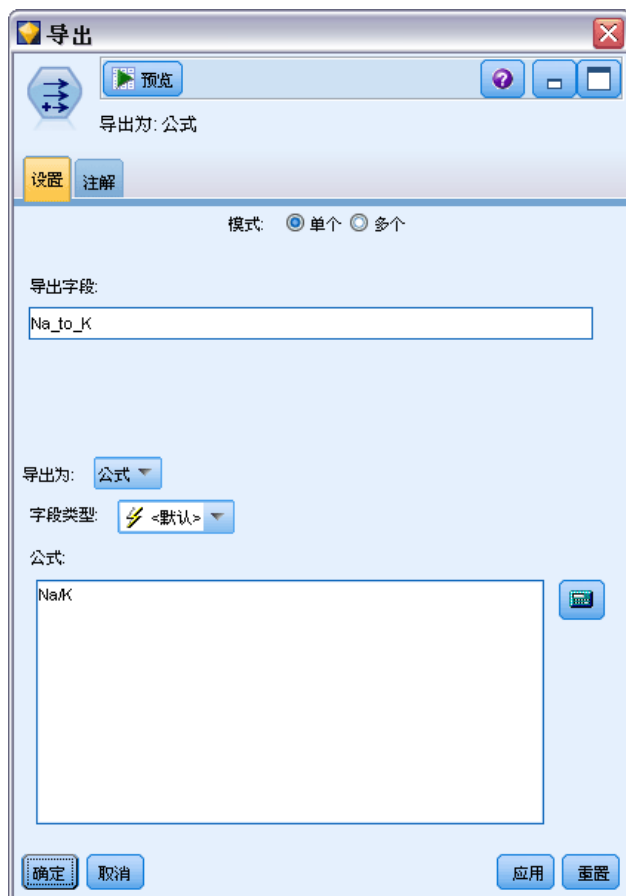 导出
预览
导出为: 公式
设置 注解
模式: 单个 多个
导出字段:
Na_to_K
导出为: 公式
字段类型: <默认>
公式:
Na/K
确定 取消 应用 重置